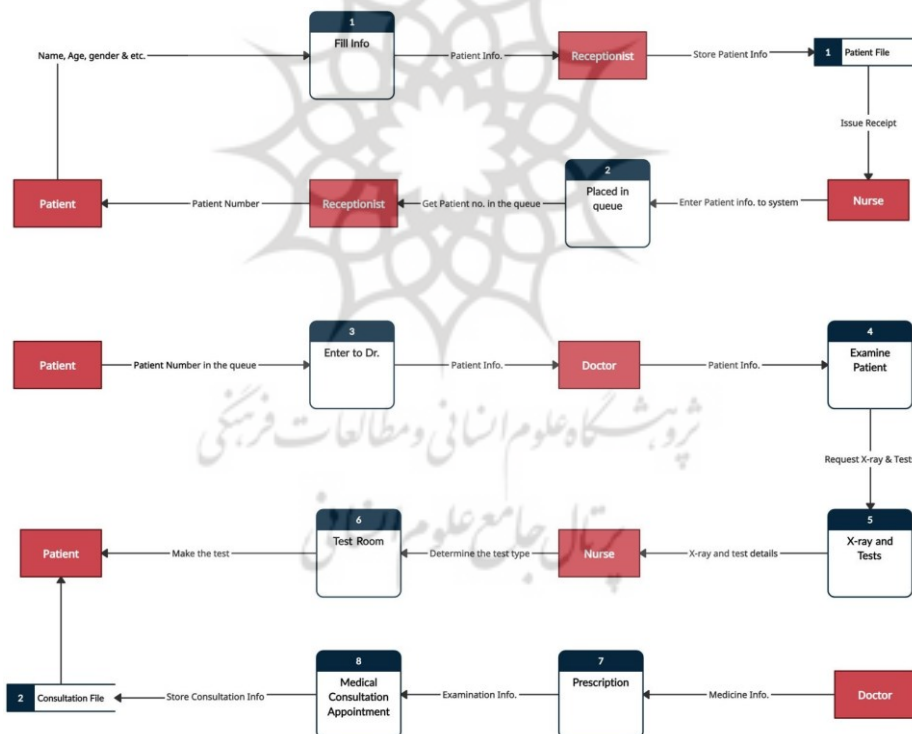 1
Fill Info
Name, Age, gender & etc.
Patient Info.
Receptionist
Store Patient Info
1 Patient File
Issue Receipt
Patient
Patient Number
Receptionist
Get Patient no. in the queue
2
Placed in
queue
Enter Patient info. to system
Nurse
Patient
Patient Number in the queue
3
Enter to Dr.
Patient Info.
Doctor
Patient Info.
4
Examine
Patient
پژوهشگاه علوم انسانی و مطالعات فرهنگی
Request X-ray & Tests
پرتال جامع علوم انسانی
Patient
Make the test
6
Test Room
Determine the test type
Nurse
X-ray and test details
5
X-ray and
Tests
2 Consultation File
Store Consultation Info
8
Medical
Consultation
Appointment
Examination Info.
7
Prescription
Medicine Info.
Doctor